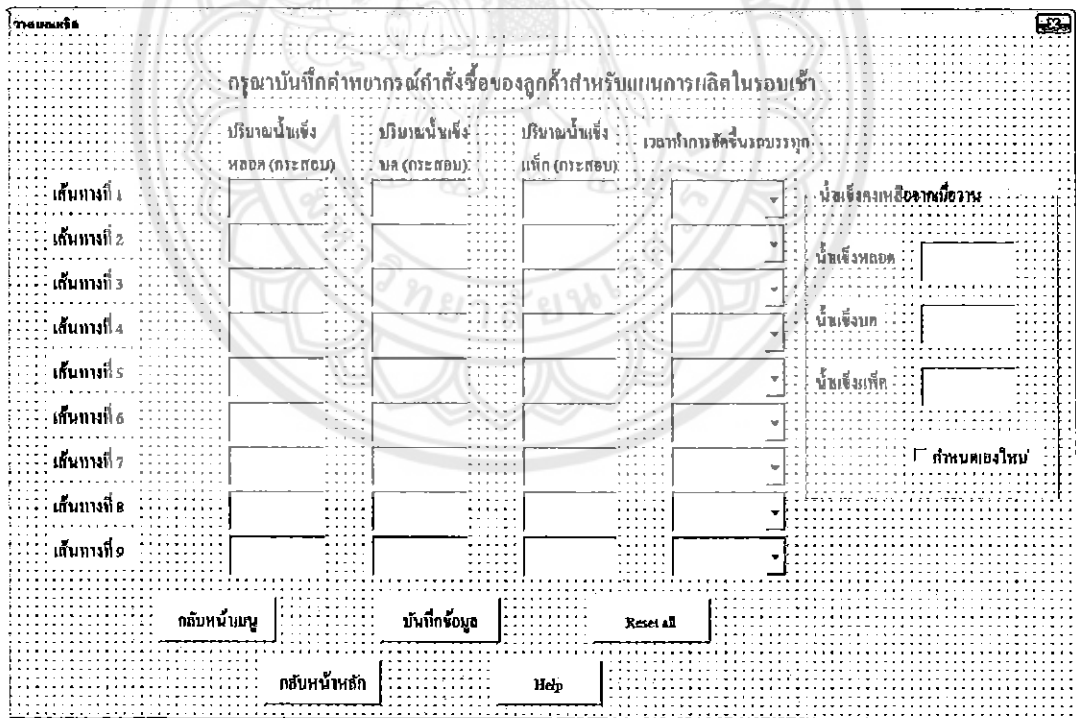 วางแผนผลิต
กรุณาบันทึกค่าพยากรณ์คำสั่งซื้อของลูกค้าสำหรับแผนการผลิตในรอบเช้า
ปริมาณน้ำแข็ง ปริมาณน้ำแข็ง ปริมาณน้ำแข็ง เวลาทำการจัดขึ้นรถบรรทุก
หลอด (กระสอบ) บด (กระสอบ) แพ็ก (กระสอบ)
เส้นทางที่ 1
น้ำแข็งคงเหลือจากเมื่อวาน
เส้นทางที่ 2
น้ำแข็งหลอด
เส้นทางที่ 3
เส้นทางที่ 4
น้ำแข็งบด
เส้นทางที่ 5
น้ำแข็งแพ็ค
เส้นทางที่ 6
เส้นทางที่ 7
กำหนดเองใหม่
เส้นทางที่ 8
เส้นทางที่ 9
กลับหน้าเมนู บันทึกข้อมูล Reset all
กลับหน้าหลัก Help